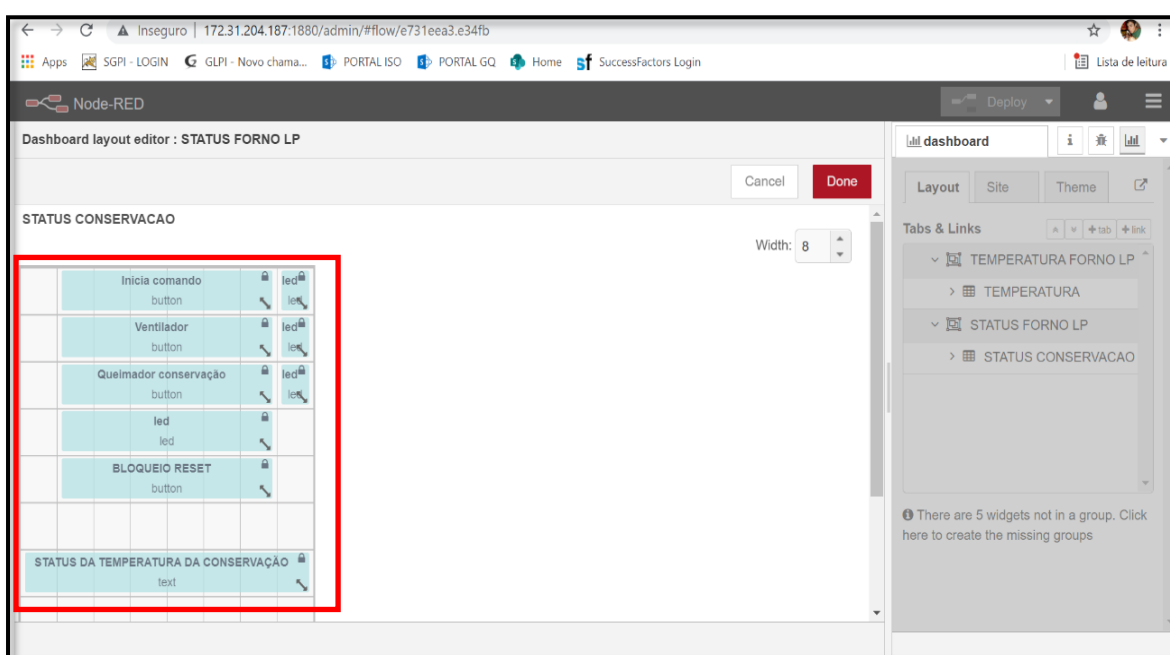 Inseguro | 172.31.204.187:1880/admin/#flow/e731eea3.e34fb
Apps SGPI - LOGIN GLPI - Novo chama... PORTAL ISO PORTAL GQ Home SuccessFactors Login Lista de leitura
Node-RED Deploy
Dashboard layout editor : STATUS FORNO LP
dashboard
Cancel Done
Layout Site Theme
STATUS CONSERVACAO
Width: 8
Tabs & Links +tab +link
TEMPERATURA FORNO LP
TEMPERATURA
STATUS FORNO LP
STATUS CONSERVACAO
Inicia comando led
button led
Ventilador led
button led
Queimador conservação led
button led
led
led
BLOQUEIO RESET
button
STATUS DA TEMPERATURA DA CONSERVAÇÃO
text
There are 5 widgets not in a group. Click
here to create the missing groups